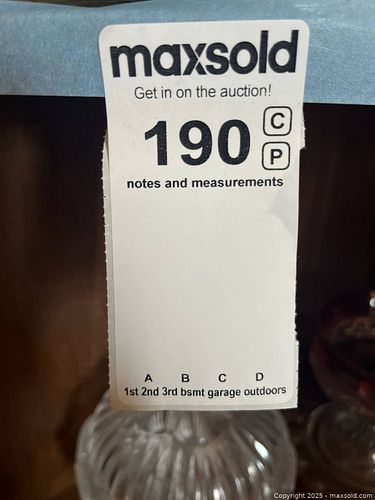 maxsold
Get in on the auction!
190 C
P
notes and measurements
A B C D
1st 2nd 3rd bsmt garage outdoors
Copyright © 2025 - maxsold.com